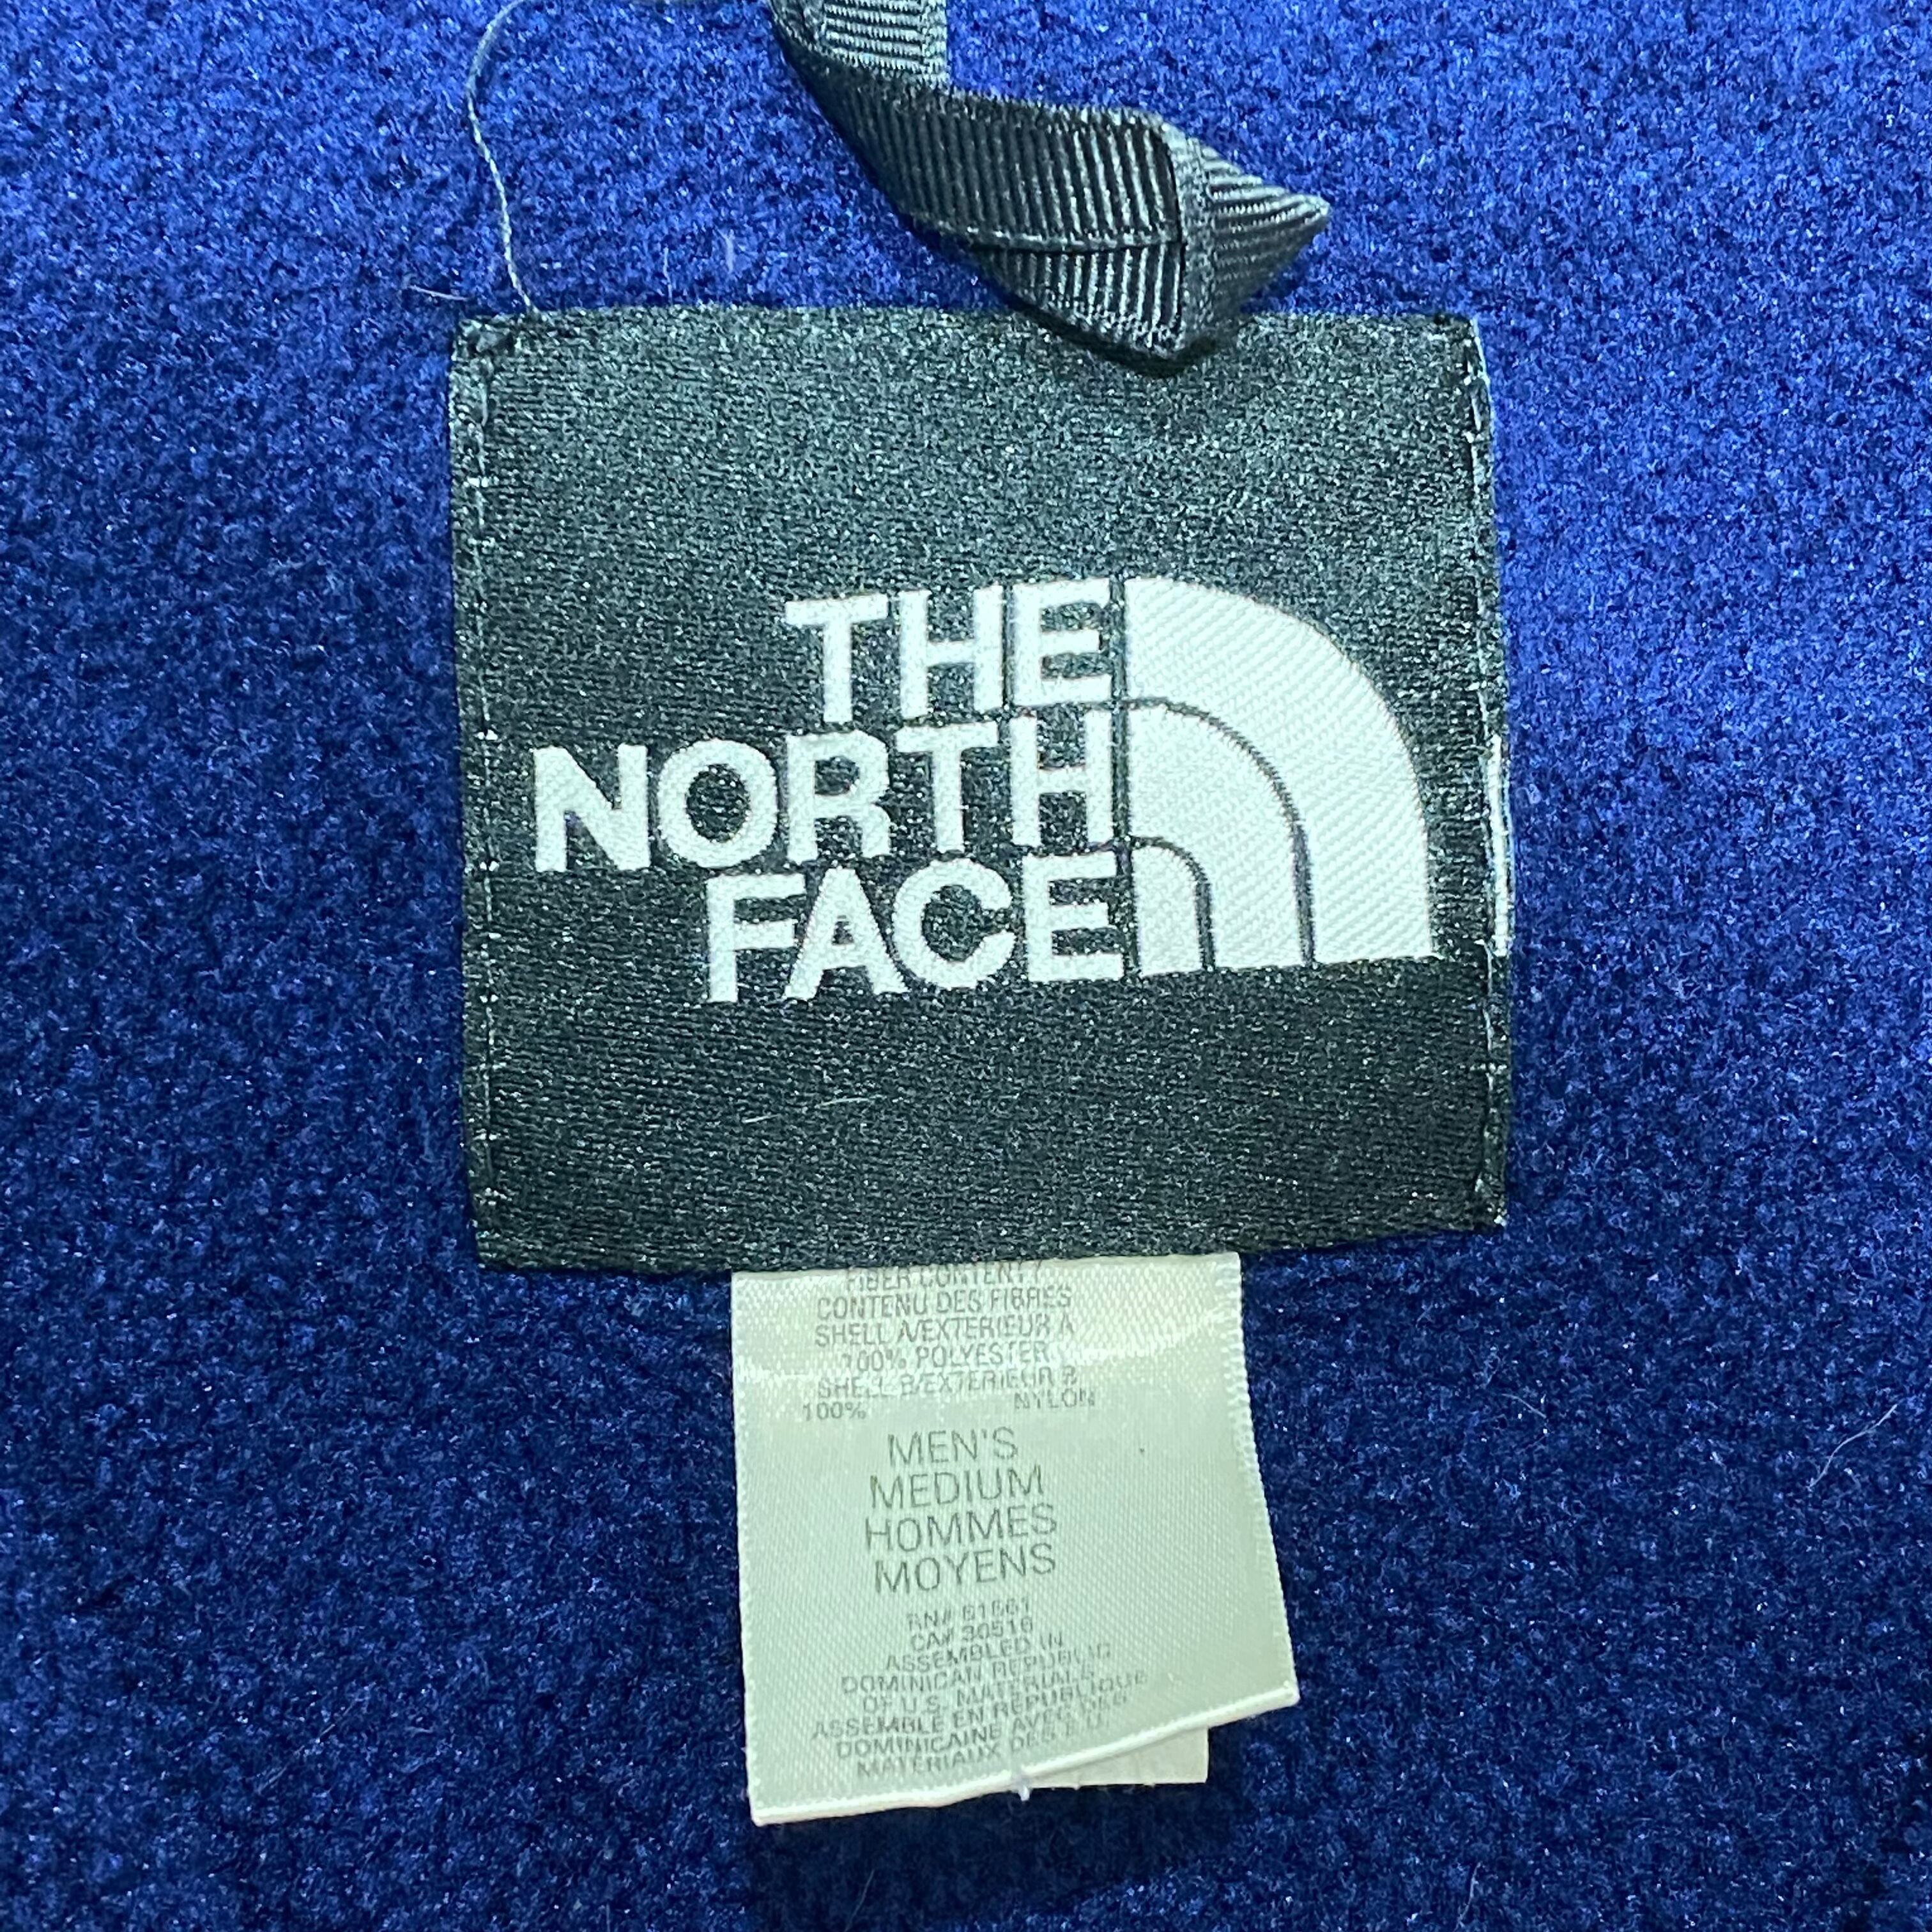 THE
NORTH
FACE
FIBER CONTENT/
CONTENU DES FIBRES
SHELL A/EXTERIEUR A
100% POLYESTER
SHELL B/EXTERIEUR B
100% NYLON
MEN'S
MEDIUM
HOMMES
MOYENS
RN# 61661
CA# 30516
ASSEMBLED IN
DOMINICAN REPUBLIC
OF U.S. MATERIALS
ASSEMBLÉ EN RÉPUBLIQUE
DOMINICAINE AVEC DES
MATÉRIAUX DES É.U.